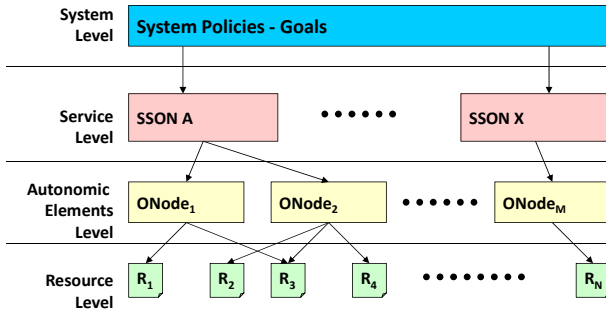 System Level
System Policies - Goals
Service Level
SSON A
SSON X
Autonomic Elements Level
ONode₁
ONode₂
ONodeM
Resource Level
R₁
R₂
R₃
R₄
RN